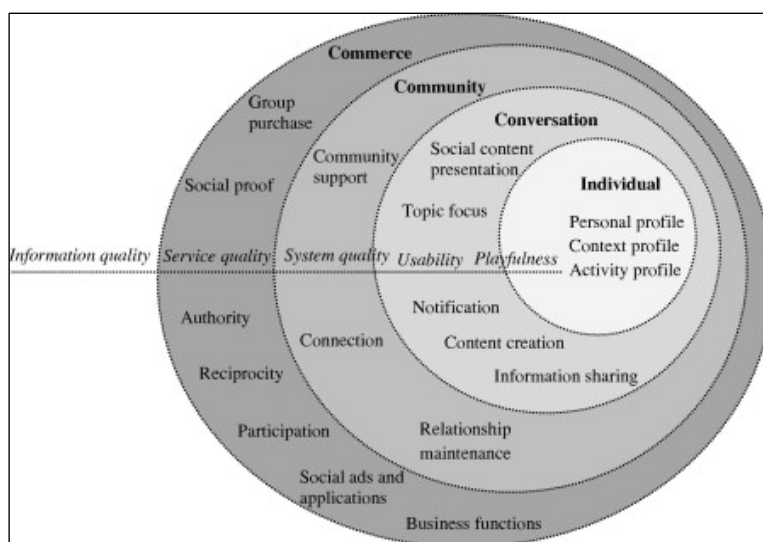 Commerce
Group
purchase
Social proof
Community
Community
support
Conversation
Social content
presentation
Topic focus
Individual
Personal profile
Context profile
Activity profile
Information quality Service quality System quality Usability Playfulness
Authority
Reciprocity
Participation
Social ads and
applications
Business functions
Connection
Relationship
maintenance
Notification
Content creation
Information sharing